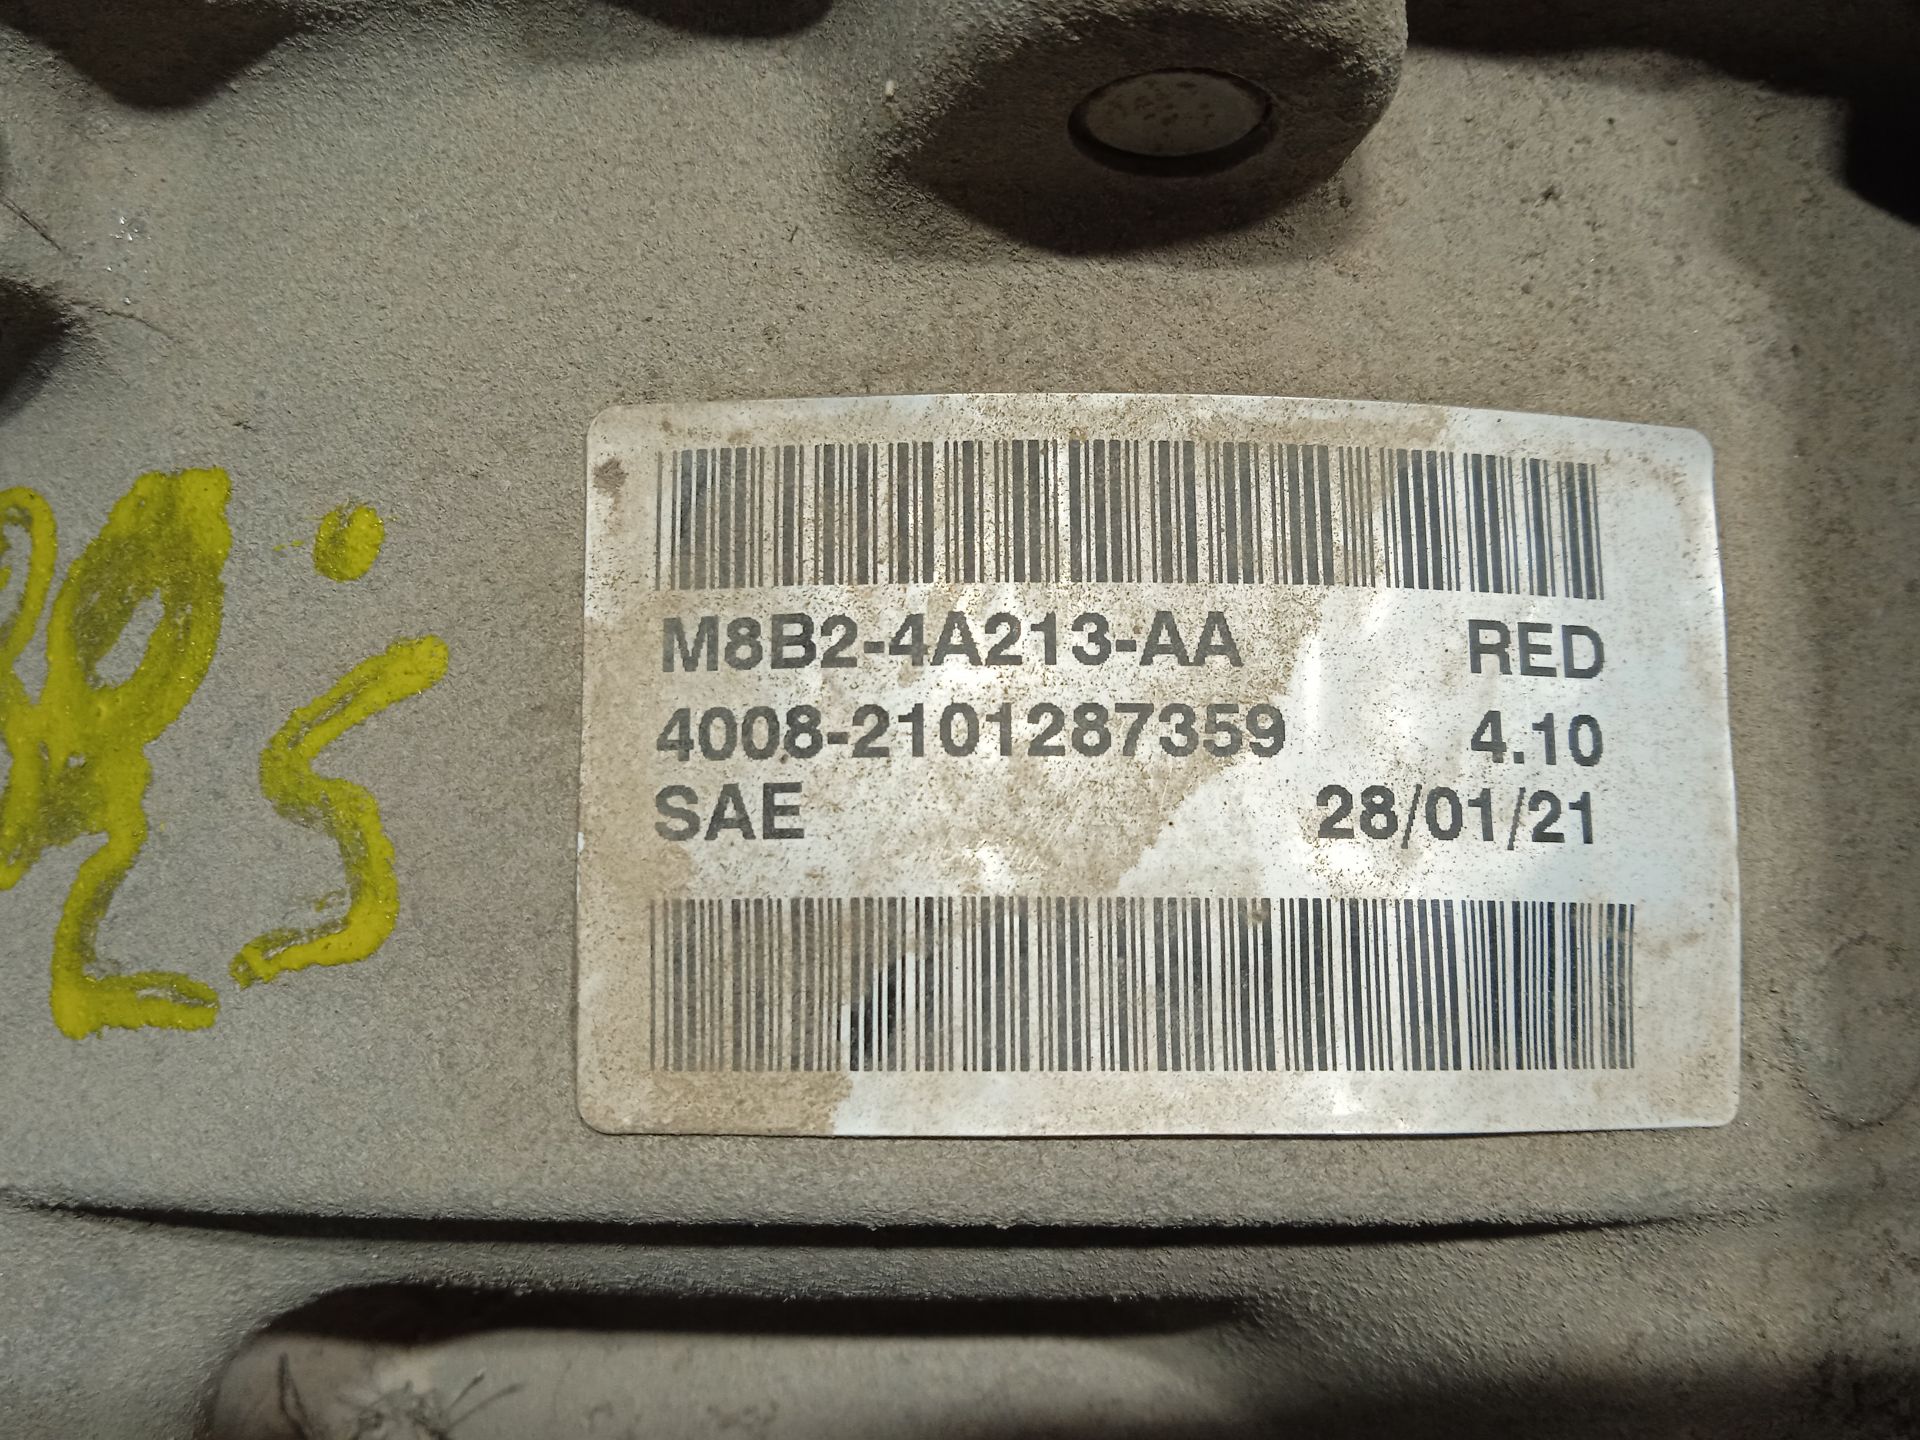 M8B2-4A213-AA RED
4008-2101287359 4.10
SAE 28/01/21